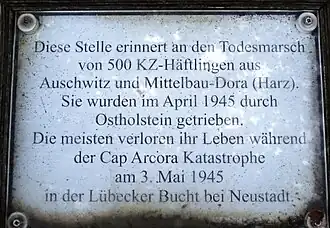 Diese Stelle erinnert an den Todesmarsch
von 500 KZ-Häftlingen aus
Auschwitz und Mittelbau-Dora (Harz).
Sie wurden im April 1945 durch
Ostholstein getrieben.
Die meisten verloren ihr Leben während
der Cap Arcora Katastrophe
am 3. Mai 1945
in der Lübecker Bucht bei Neustadt.